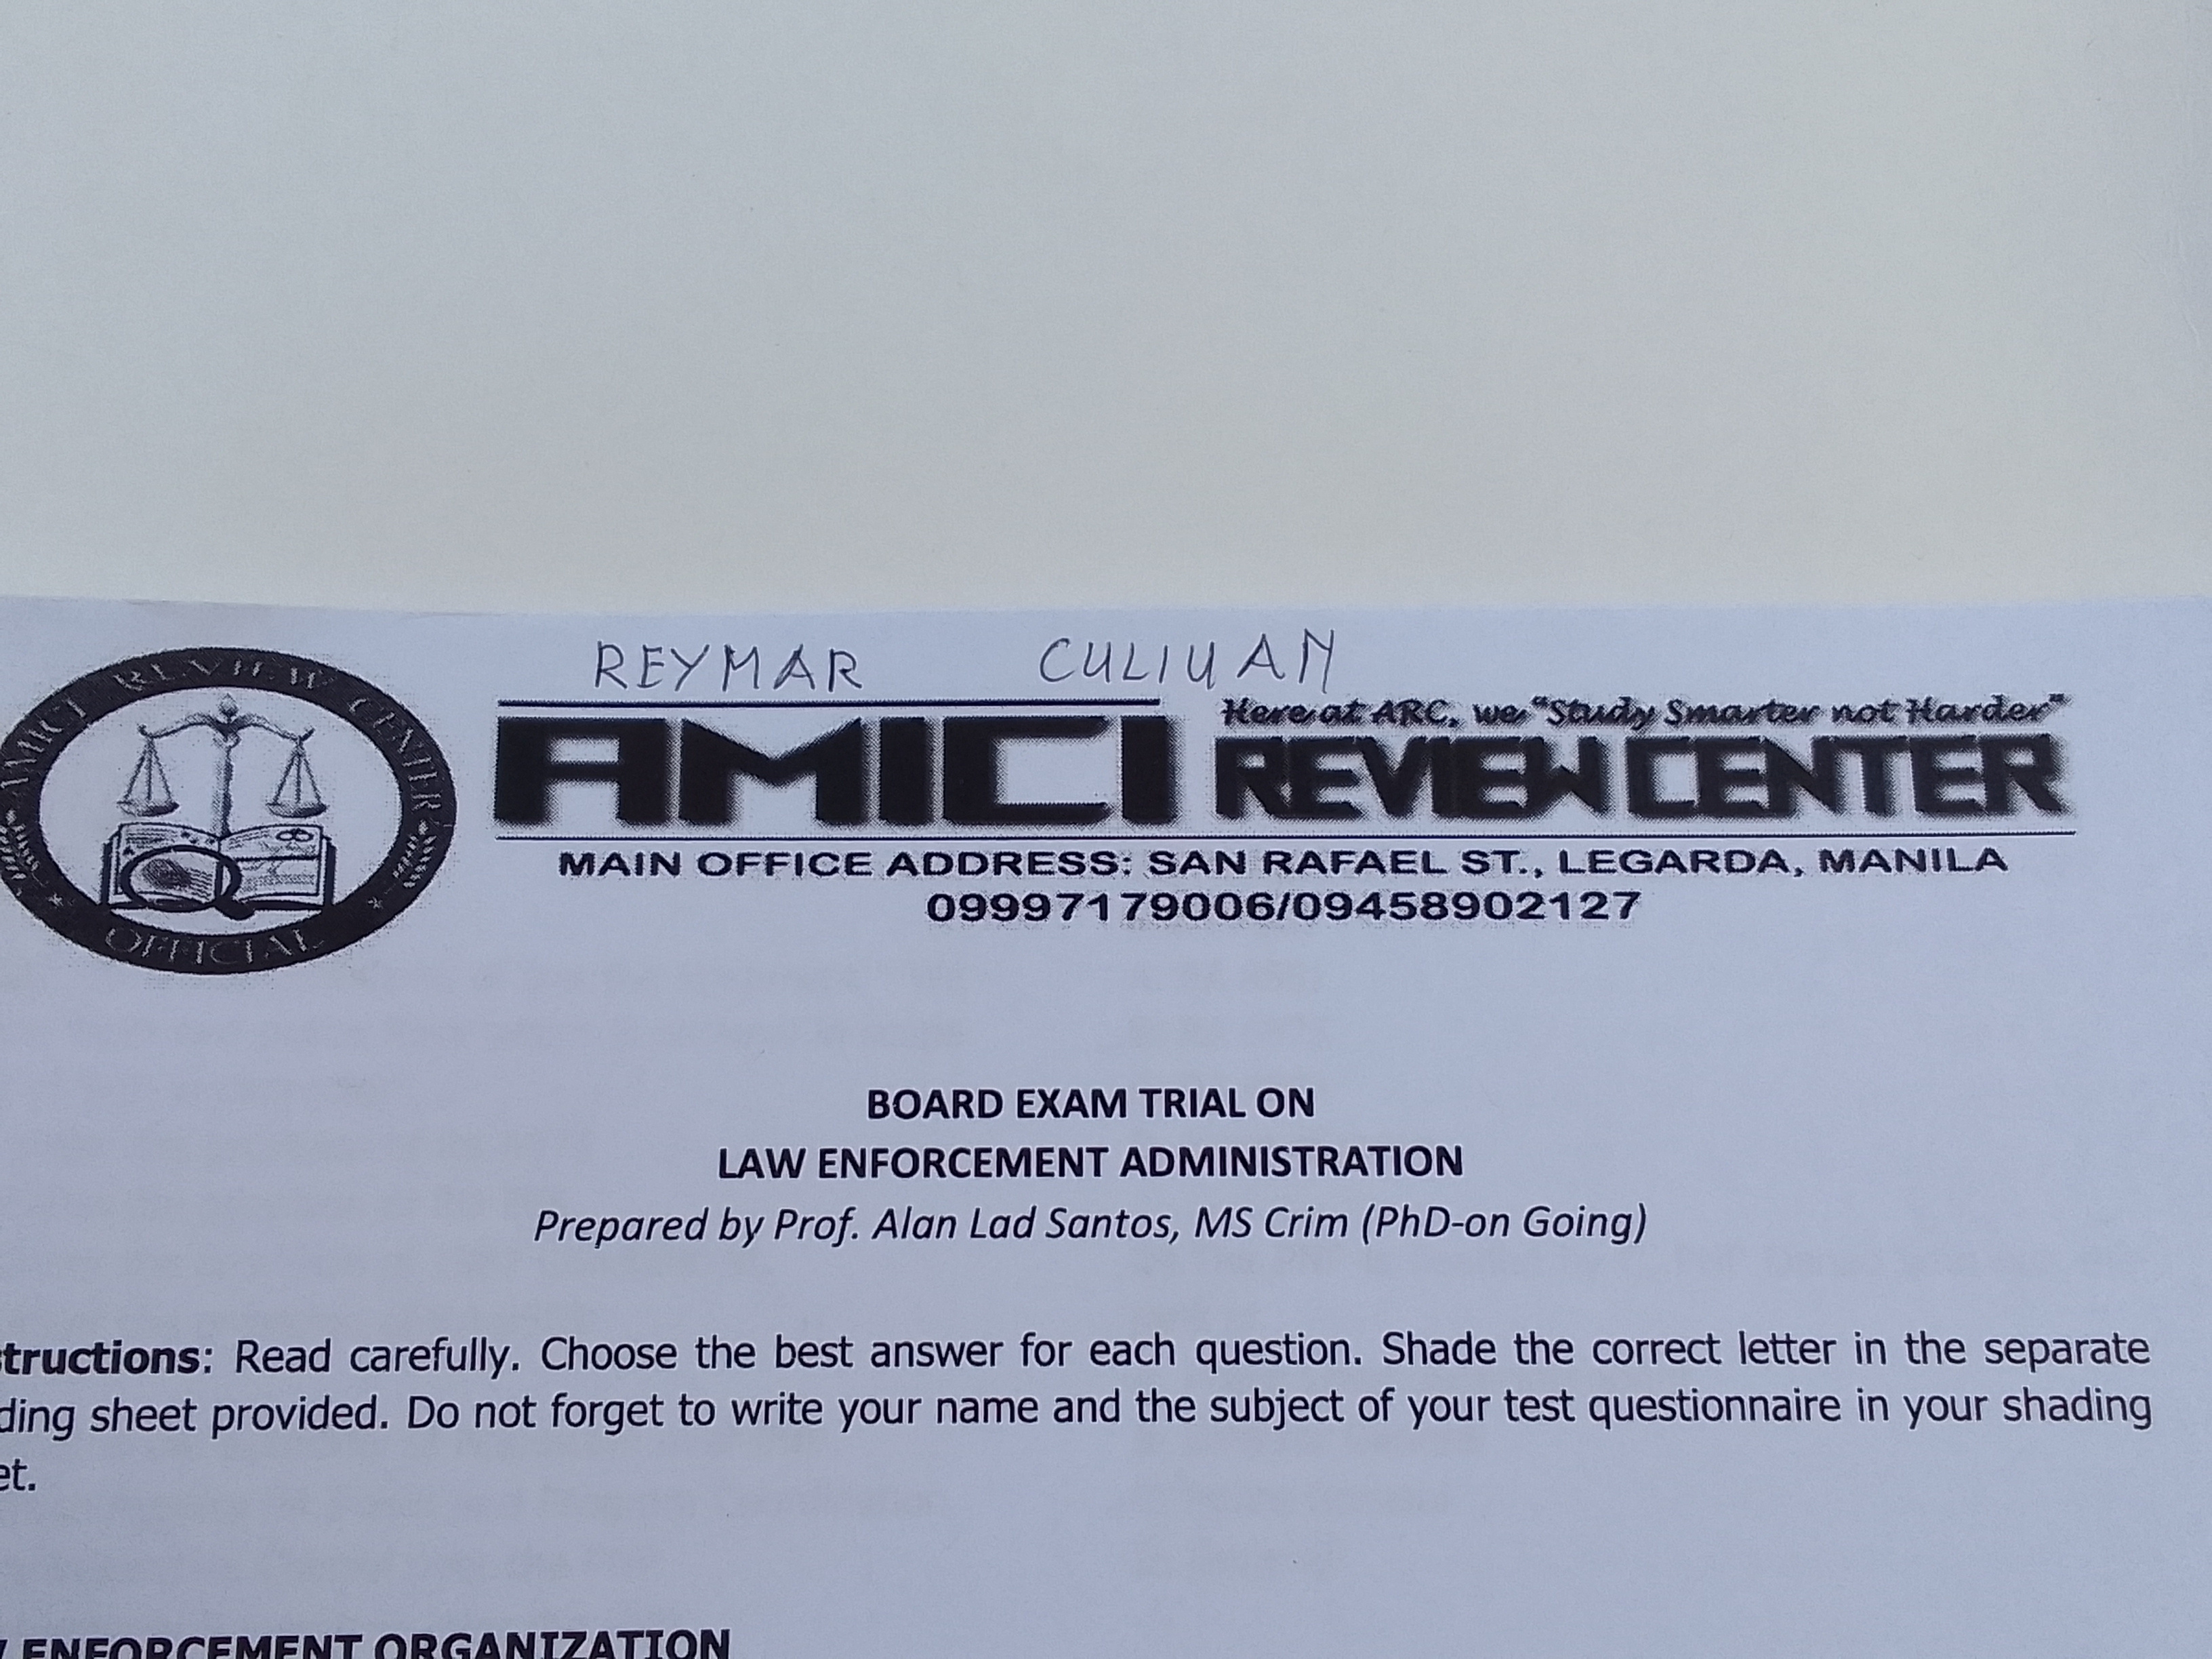 REYMAR CULIUAN
AMICI REVIEW CENTER
OFFICIAL
Here at ARC, we "Study Smarter not Harder"
AMICI REVIEW CENTER
MAIN OFFICE ADDRESS: SAN RAFAEL ST., LEGARDA, MANILA
09997179006/09458902127
BOARD EXAM TRIAL ON
LAW ENFORCEMENT ADMINISTRATION
Prepared by Prof. Alan Lad Santos, MS Crim (PhD-on Going)
tructions: Read carefully. Choose the best answer for each question. Shade the correct letter in the separate
ding sheet provided. Do not forget to write your name and the subject of your test questionnaire in your shading
et.
ENFORCEMENT ORGANIZATION